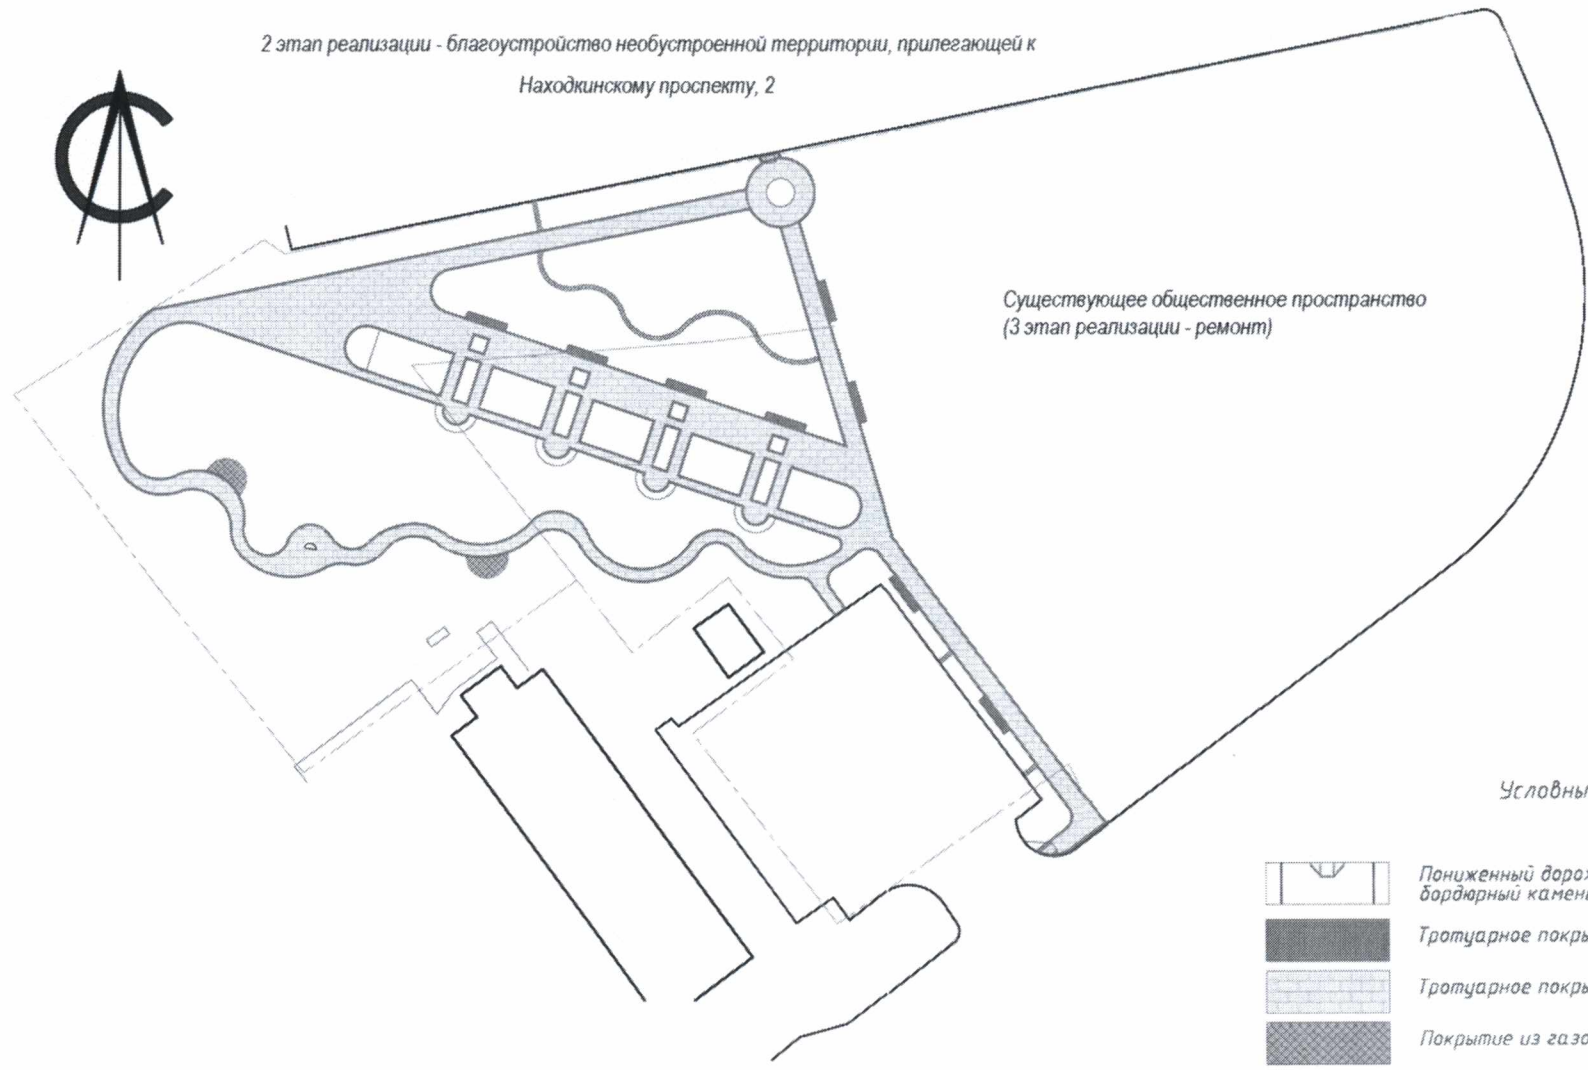 2 этап реализации - благоустройство необустроенной территории, прилегающей к
Находкинскому проспекту, 2
С
Существующее общественное пространство
(3 этап реализации - ремонт)
Условны
Пониженный дорож
бордюрный камень
Тротуарное покры
Тротуарное покры
Покрытие из газо